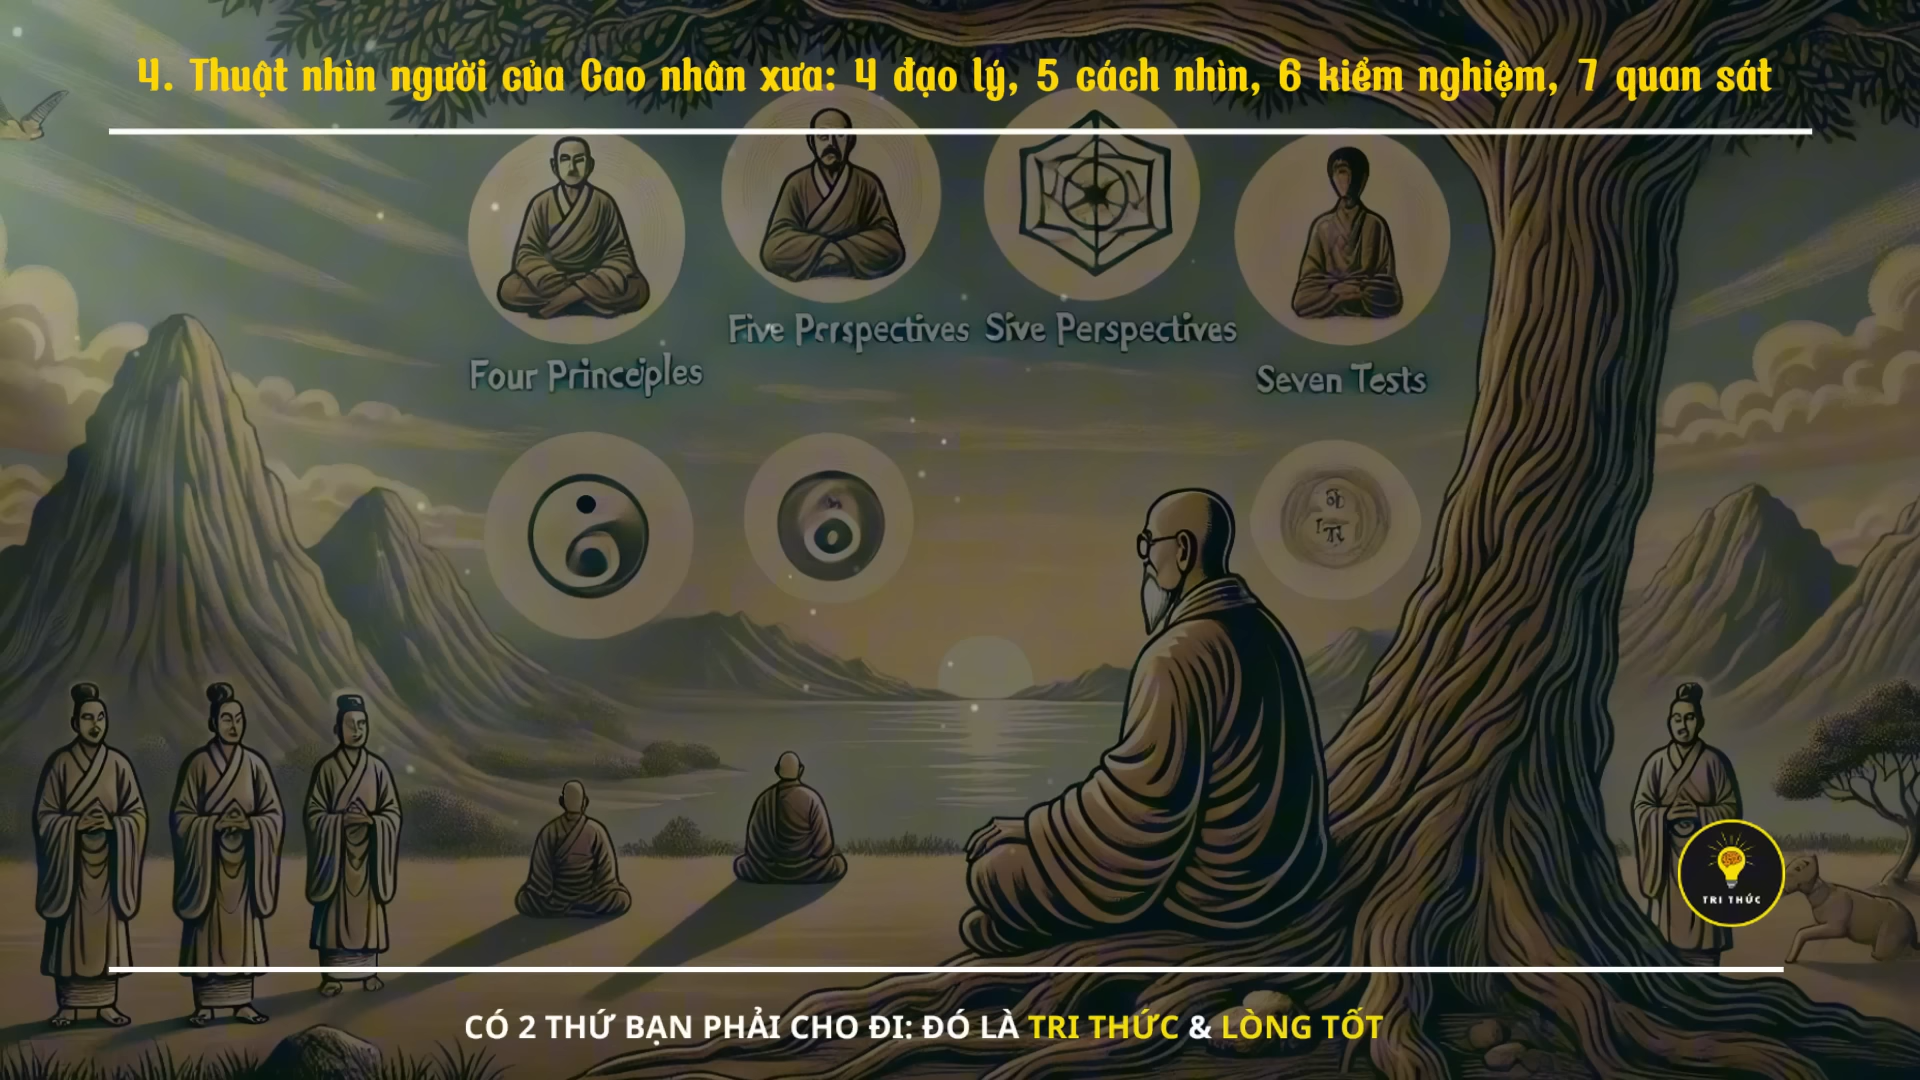 4. Thuật nhìn người của Cao nhân xưa: 4 đạo lý, 5 cách nhìn, 6 kiểm nghiệm, 7 quan sát
Five Perspectives Sive Perspectives
Four Princeiples
Seven Tests
TRI THỨC
CÓ 2 THỨ BẠN PHẢI CHO ĐI: ĐÓ LÀ TRI THỨC & LÒNG TỐT